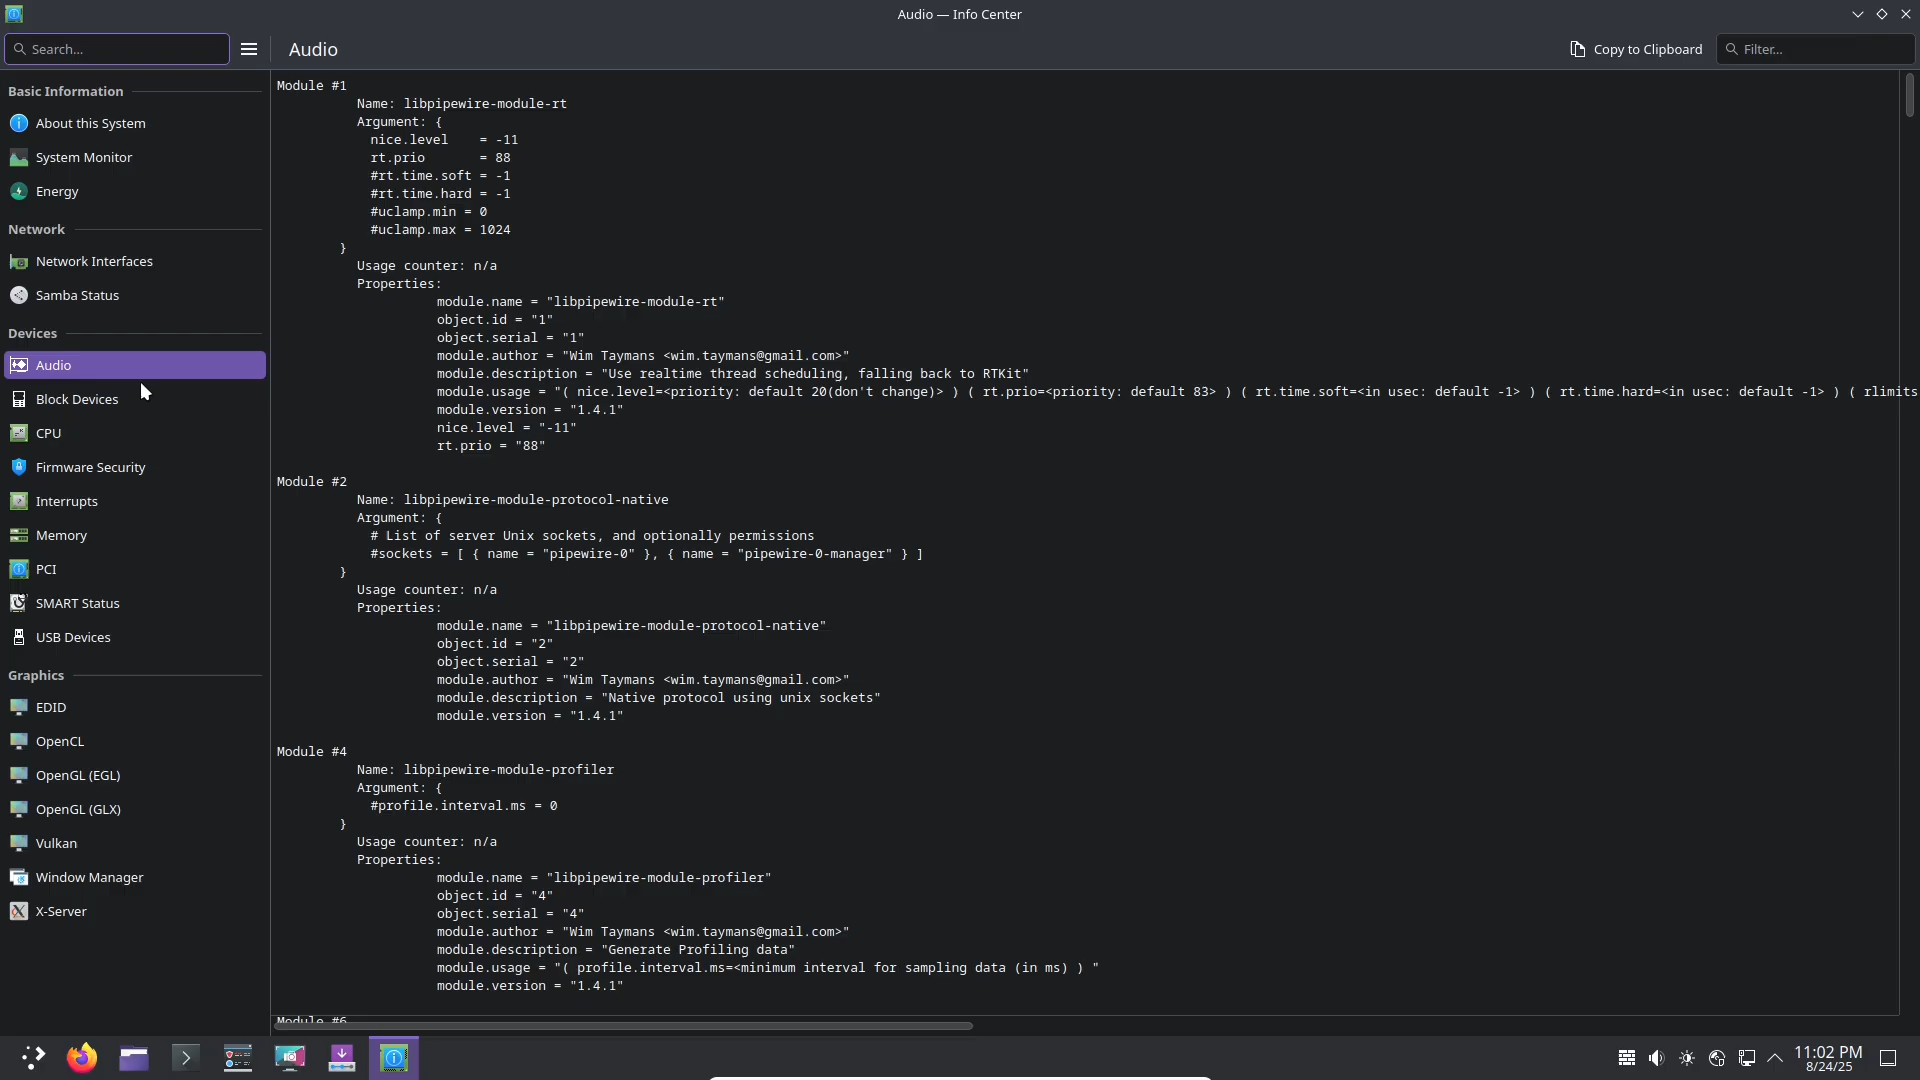 Audio — Info Center
Search...
Audio
Copy to Clipboard
Filter...
Basic Information
About this System
System Monitor
Energy
Network
Network Interfaces
Samba Status
Devices
Audio
Block Devices
CPU
Firmware Security
Interrupts
Memory
PCI
SMART Status
USB Devices
Graphics
EDID
OpenCL
OpenGL (EGL)
OpenGL (GLX)
Vulkan
Window Manager
X-Server
Module #1
Name: libpipewire-module-rt
Argument: {
nice.level    = -11
rt.prio       = 88
#rt.time.soft = -1
#rt.time.hard = -1
#uclamp.min = 0
#uclamp.max = 1024
}
Usage counter: n/a
Properties:
module.name = "libpipewire-module-rt"
object.id = "1"
object.serial = "1"
module.author = "Wim Taymans <wim.taymans@gmail.com>"
module.description = "Use realtime thread scheduling, falling back to RTKit"
module.usage = "( nice.level=<priority: default 20(don't change)> ) ( rt.prio=<priority: default 83> ) ( rt.time.soft=<in usec: default -1> ) ( rt.time.hard=<in usec: default -1> ) ( rlimits
module.version = "1.4.1"
nice.level = "-11"
rt.prio = "88"
Module #2
Name: libpipewire-module-protocol-native
Argument: {
# List of server Unix sockets, and optionally permissions
#sockets = [ { name = "pipewire-0" }, { name = "pipewire-0-manager" } ]
}
Usage counter: n/a
Properties:
module.name = "libpipewire-module-protocol-native"
object.id = "2"
object.serial = "2"
module.author = "Wim Taymans <wim.taymans@gmail.com>"
module.description = "Native protocol using unix sockets"
module.version = "1.4.1"
Module #4
Name: libpipewire-module-profiler
Argument: {
#profile.interval.ms = 0
}
Usage counter: n/a
Properties:
module.name = "libpipewire-module-profiler"
object.id = "4"
object.serial = "4"
module.author = "Wim Taymans <wim.taymans@gmail.com>"
module.description = "Generate Profiling data"
module.usage = "( profile.interval.ms=<minimum interval for sampling data (in ms) ) "
module.version = "1.4.1"
Module #6
11:02 PM
8/24/25